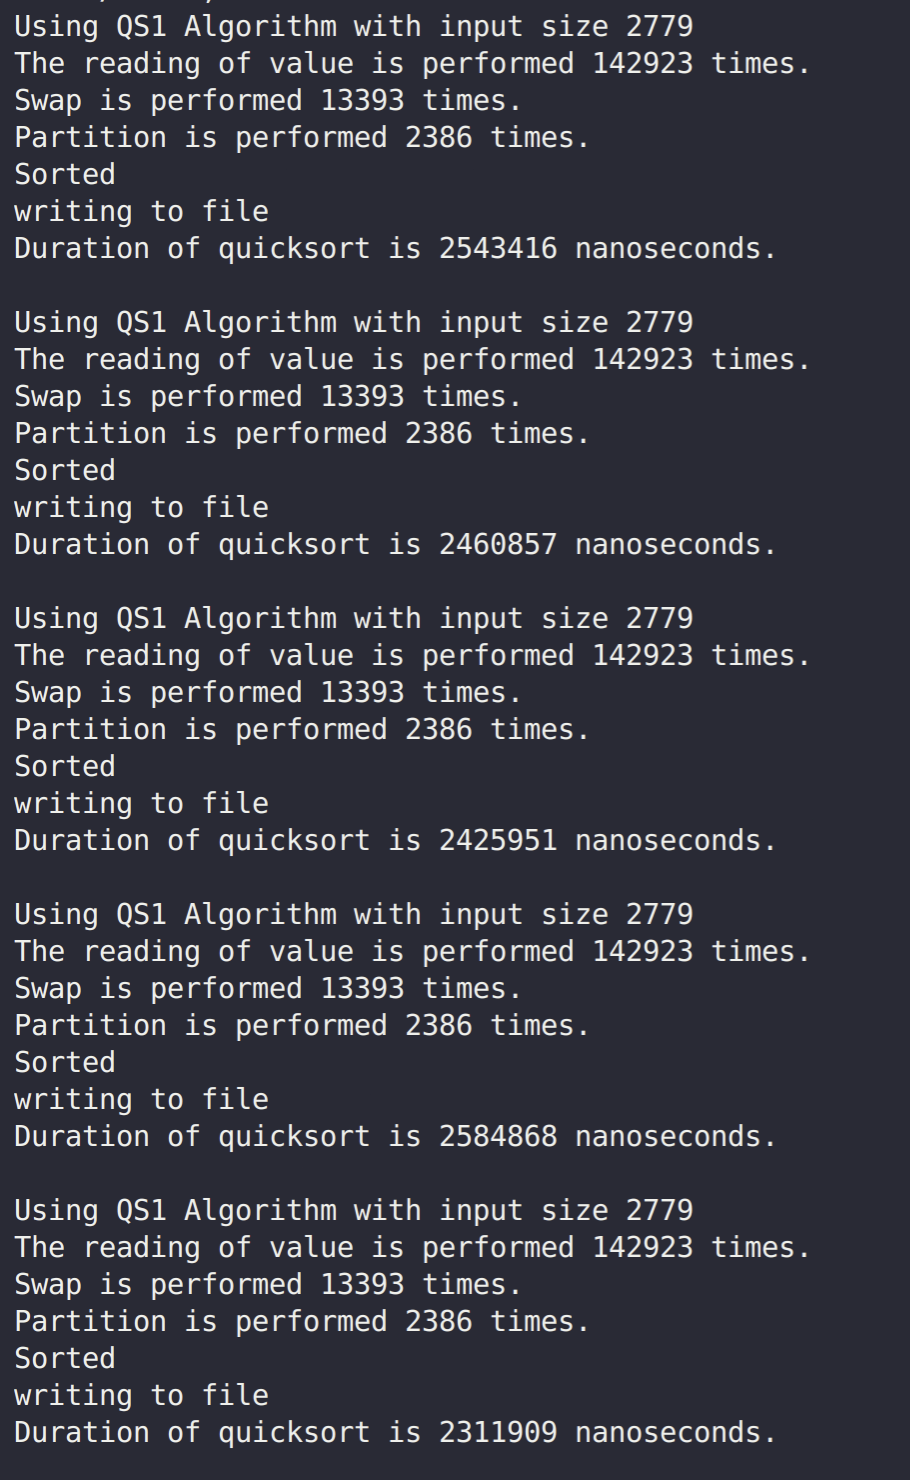 Using QS1 Algorithm with input size 2779
The reading of value is performed 142923 times.
Swap is performed 13393 times.
Partition is performed 2386 times.
Sorted
writing to file
Duration of quicksort is 2543416 nanoseconds.
Using QS1 Algorithm with input size 2779
The reading of value is performed 142923 times.
Swap is performed 13393 times.
Partition is performed 2386 times.
Sorted
writing to file
Duration of quicksort is 2460857 nanoseconds.
Using QS1 Algorithm with input size 2779
The reading of value is performed 142923 times.
Swap is performed 13393 times.
Partition is performed 2386 times.
Sorted
writing to file
Duration of quicksort is 2425951 nanoseconds.
Using QS1 Algorithm with input size 2779
The reading of value is performed 142923 times.
Swap is performed 13393 times.
Partition is performed 2386 times.
Sorted
writing to file
Duration of quicksort is 2584868 nanoseconds.
Using QS1 Algorithm with input size 2779
The reading of value is performed 142923 times.
Swap is performed 13393 times.
Partition is performed 2386 times.
Sorted
writing to file
Duration of quicksort is 2311909 nanoseconds.